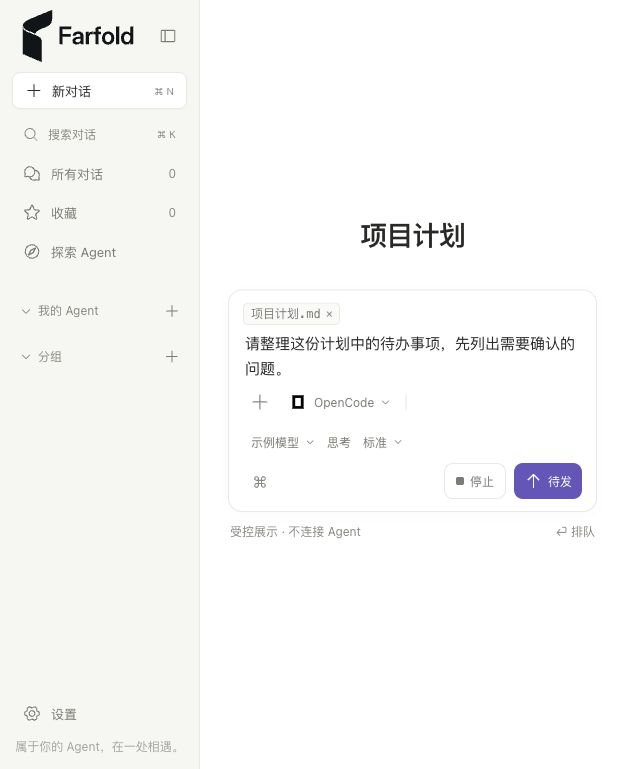 Farfold
新对话 ⌘ N
搜索对话 ⌘ K
所有对话 0
收藏 0
探索 Agent
我的 Agent
分组
设置
属于你的 Agent，在一处相遇。
项目计划
项目计划.md ×
请整理这份计划中的待办事项，先列出需要确认的
问题。
OpenCode
示例模型 思考 标准
⌘ 停止 待发
受控展示 · 不连接 Agent ⏎ 排队